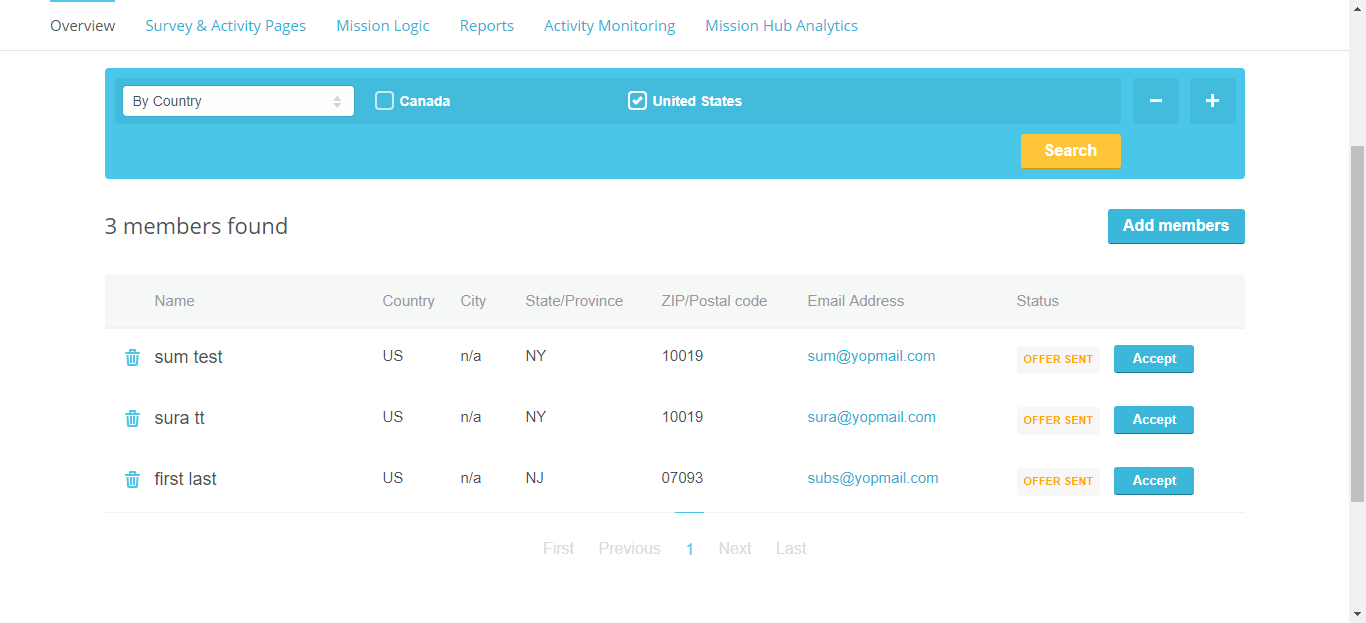 Overview Survey & Activity Pages Mission Logic Reports Activity Monitoring Mission Hub Analytics
By Country Canada United States − +
Search
3 members found Add members
Name Country City State/Province ZIP/Postal code Email Address Status
sum test US n/a NY 10019 sum@yopmail.com OFFER SENT Accept
sura tt US n/a NY 10019 sura@yopmail.com OFFER SENT Accept
first last US n/a NJ 07093 subs@yopmail.com OFFER SENT Accept
First Previous 1 Next Last